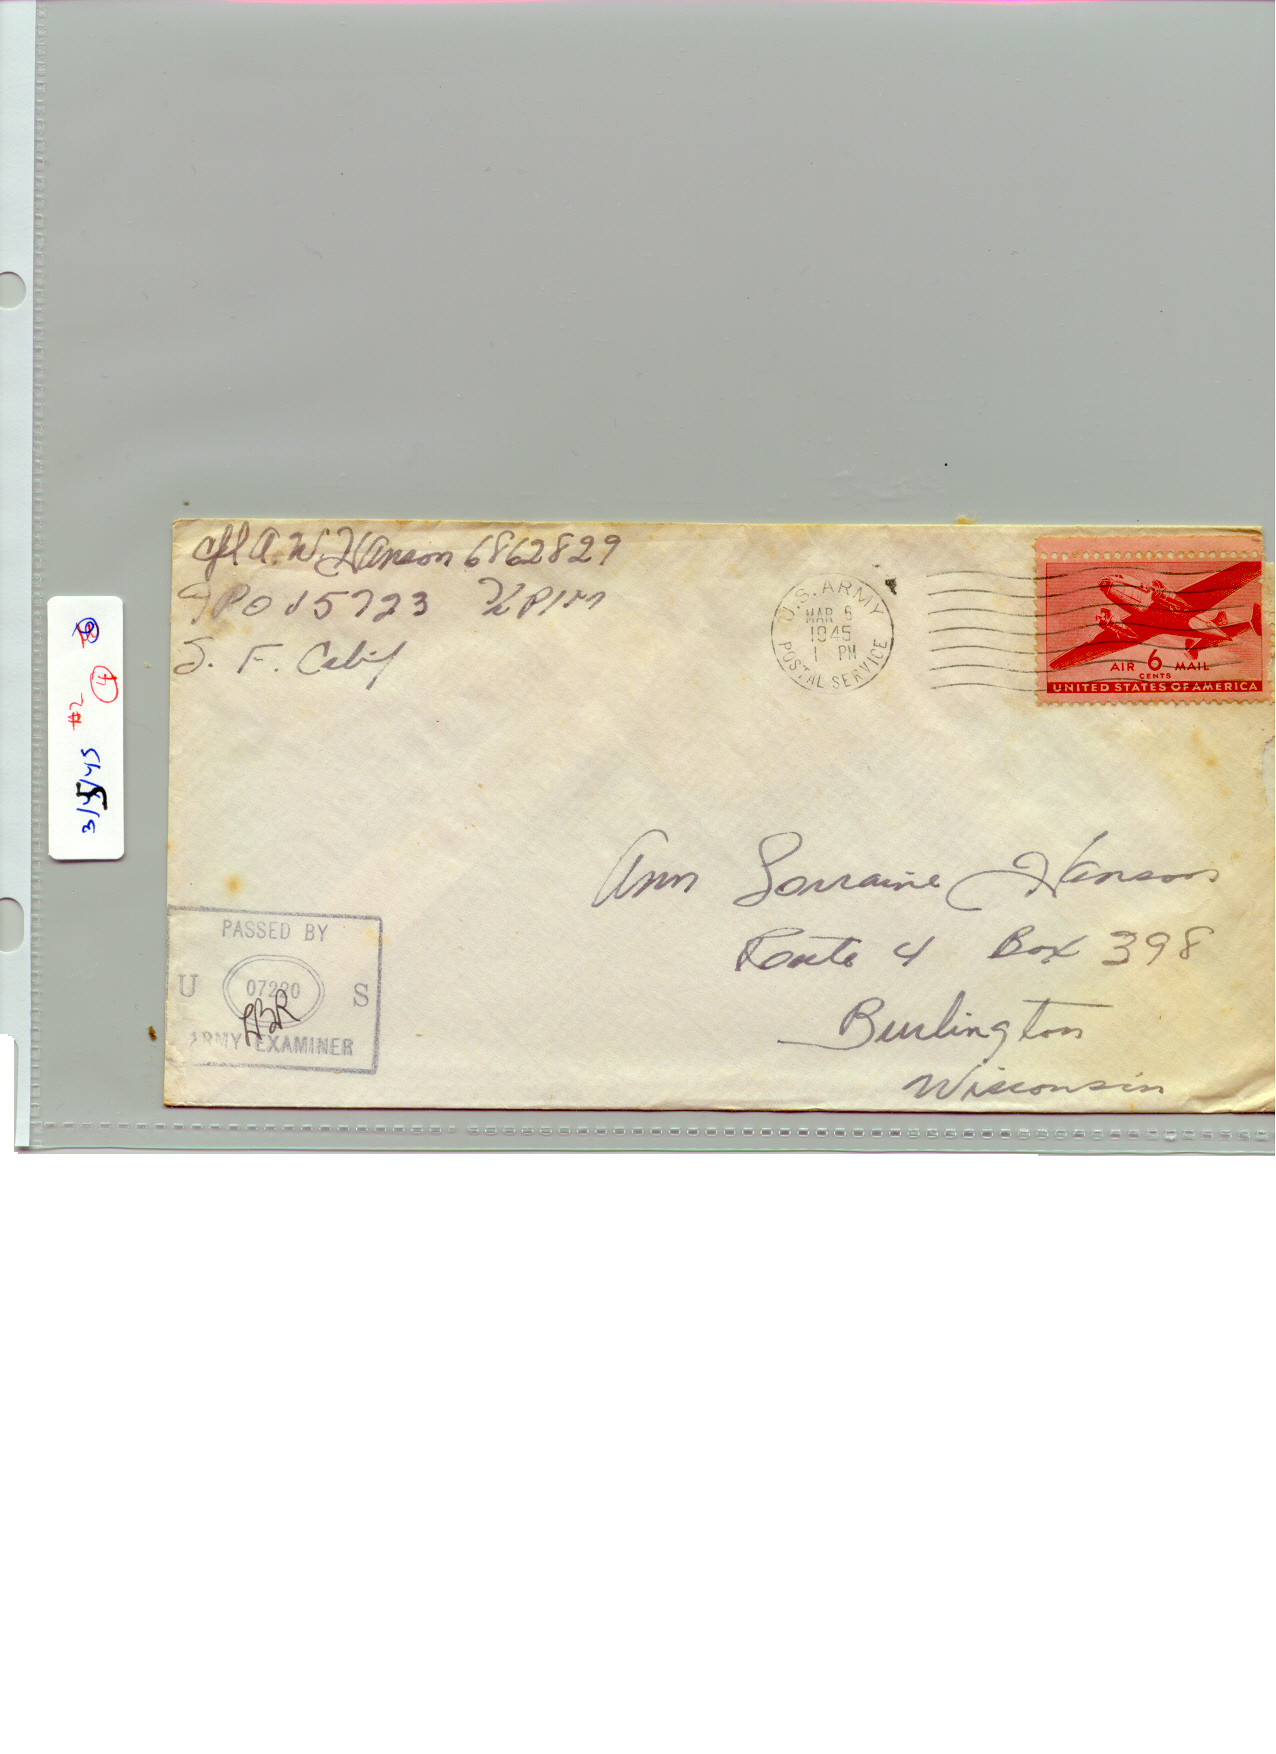 Cpl A. W. Hanson 6862829
APO 15723 % P/M
S. F. Calif
U.S. ARMY
MAR 6
1945
1 PM
POSTAL SERVICE
AIR 6 MAIL
CENTS
UNITED STATES OF AMERICA
Ann Lorraine Hanson
Route 4 Box 398
Burlington
Wisconsin
PASSED BY
U S
ARMY EXAMINER
3/5/45 #2 4